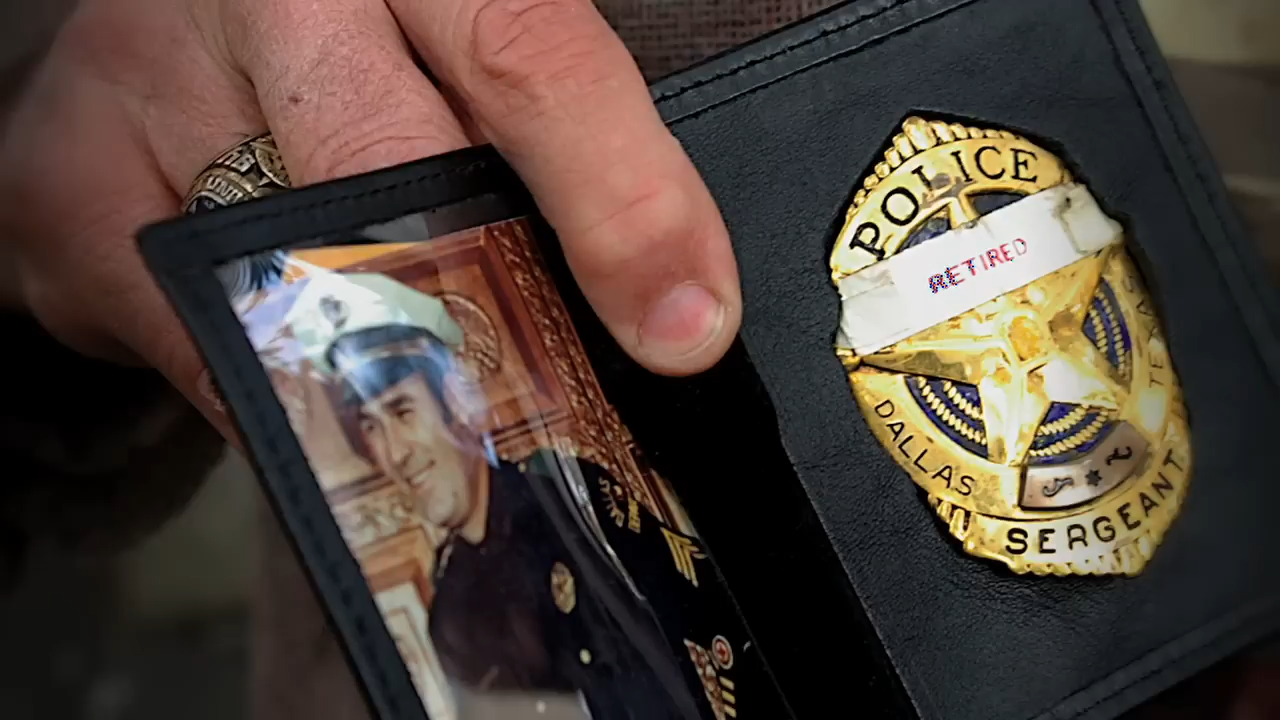 POLICE
RETIRED
DALLAS
TEXAS
SERGEANT